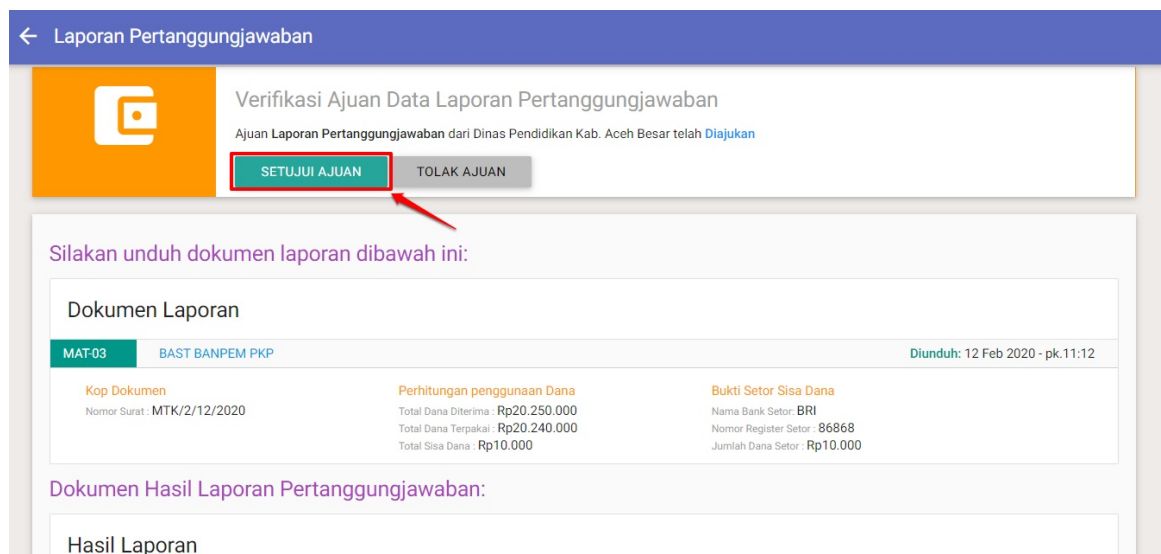 Laporan Pertanggungjawaban
Verifikasi Ajuan Data Laporan Pertanggungjawaban
Ajuan Laporan Pertanggungjawaban dari Dinas Pendidikan Kab. Aceh Besar telah Diajukan
SETUJUI AJUAN TOLAK AJUAN
Silakan unduh dokumen laporan dibawah ini:
Dokumen Laporan
MAT-03 BAST BANPEM PKP Diunduh: 12 Feb 2020 - pk.11:12
Kop Dokumen Perhitungan penggunaan Dana Bukti Setor Sisa Dana
Nomor Surat : MTK/2/12/2020 Total Dana Diterima : Rp20.250.000 Nama Bank Setor: BRI
Total Dana Terpakai : Rp20.240.000 Nomor Register Setor : 86868
Total Sisa Dana : Rp10.000 Jumlah Dana Setor : Rp10.000
Dokumen Hasil Laporan Pertanggungjawaban:
Hasil Laporan